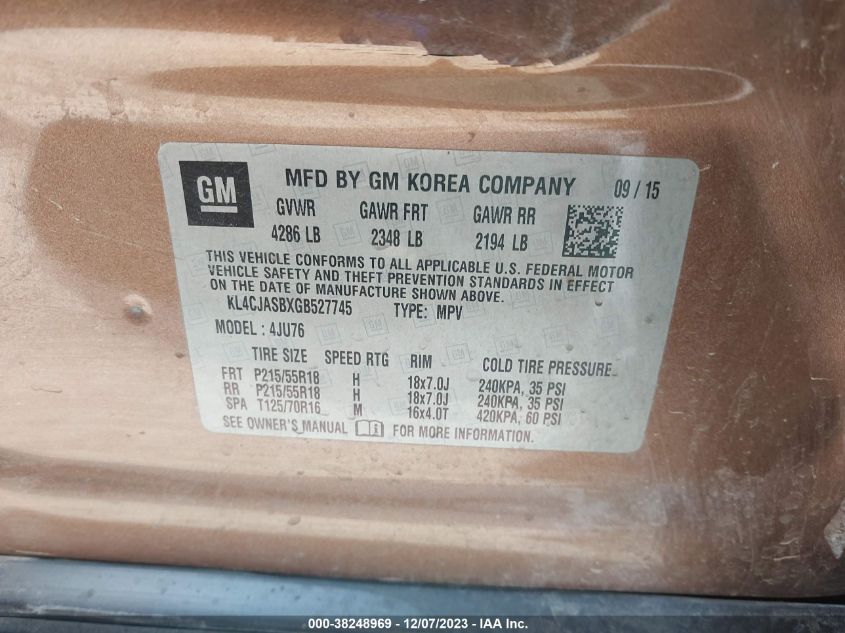 GM MFD BY GM KOREA COMPANY 09 / 15
GVWR GAWR FRT GAWR RR
4286 LB 2348 LB 2194 LB
THIS VEHICLE CONFORMS TO ALL APPLICABLE U.S. FEDERAL MOTOR
VEHICLE SAFETY AND THEFT PREVENTION STANDARDS IN EFFECT
ON THE DATE OF MANUFACTURE SHOWN ABOVE.
KL4CJASBXGB527745 TYPE: MPV
MODEL : 4JU76
TIRE SIZE SPEED RTG RIM COLD TIRE PRESSURE
FRT P215/55R18 H 18x7.0J 240KPA, 35 PSI
RR P215/55R18 H 18x7.0J 240KPA, 35 PSI
SPA T125/70R16 M 16x4.0T 420KPA, 60 PSI
SEE OWNER'S MANUAL FOR MORE INFORMATION.
000-38248969 - 12/07/2023 - IAA Inc.